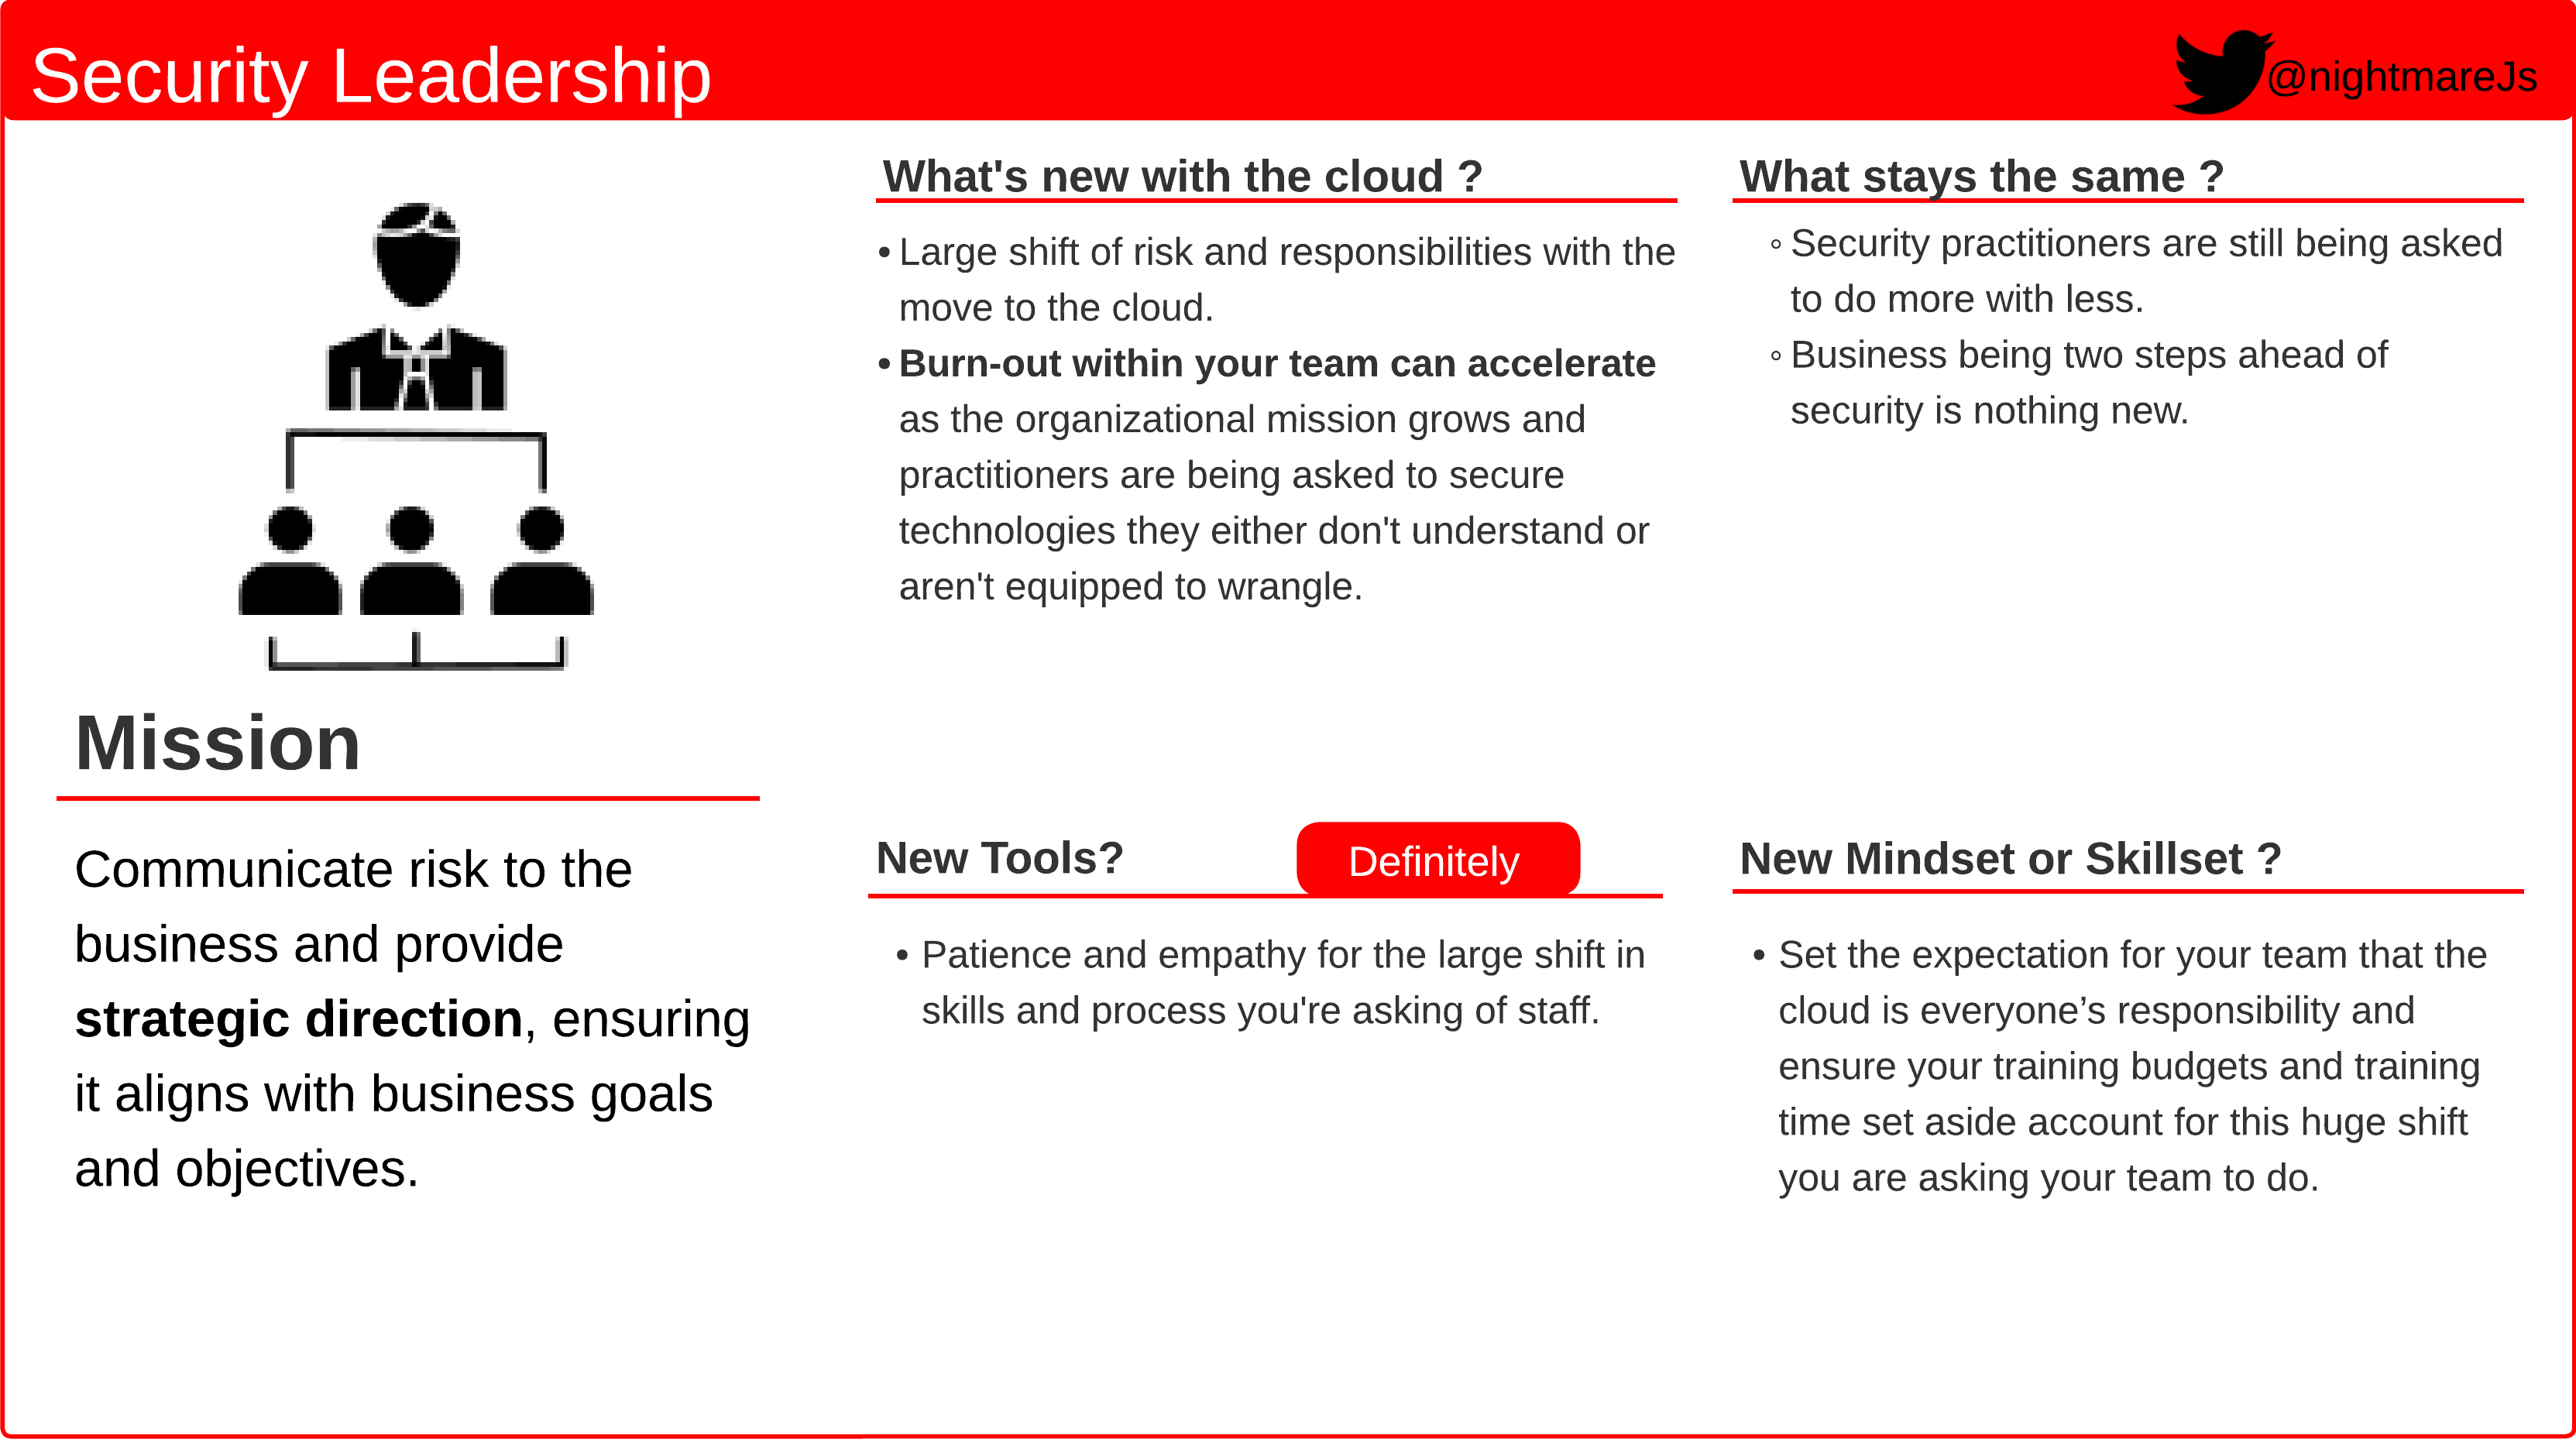 Security Leadership
@nightmareJs
Mission
Communicate risk to the
business and provide
strategic direction, ensuring
it aligns with business goals
and objectives.
What's new with the cloud ?
• Large shift of risk and responsibilities with the
move to the cloud.
• Burn-out within your team can accelerate
as the organizational mission grows and
practitioners are being asked to secure
technologies they either don't understand or
aren't equipped to wrangle.
What stays the same ?
◦ Security practitioners are still being asked
to do more with less.
◦ Business being two steps ahead of
security is nothing new.
New Tools?
Definitely
• Patience and empathy for the large shift in
skills and process you're asking of staff.
New Mindset or Skillset ?
• Set the expectation for your team that the
cloud is everyone’s responsibility and
ensure your training budgets and training
time set aside account for this huge shift
you are asking your team to do.